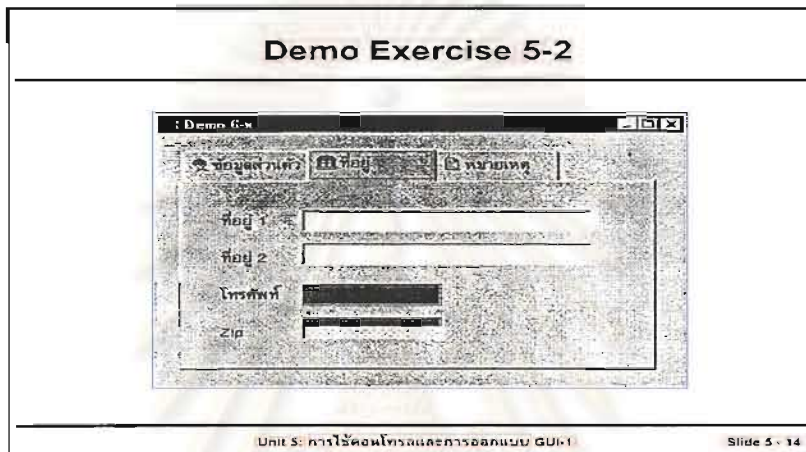 Demo Exercise 5-2
Demo 6-x
ข้อมูลส่วนตัว ที่อยู่ หมายเหตุ
ที่อยู่ 1
ที่อยู่ 2
โทรศัพท์
Zip
Unit 5: การใช้คอนโทรลและการออกแบบ GUI-1 Slide 5 - 14